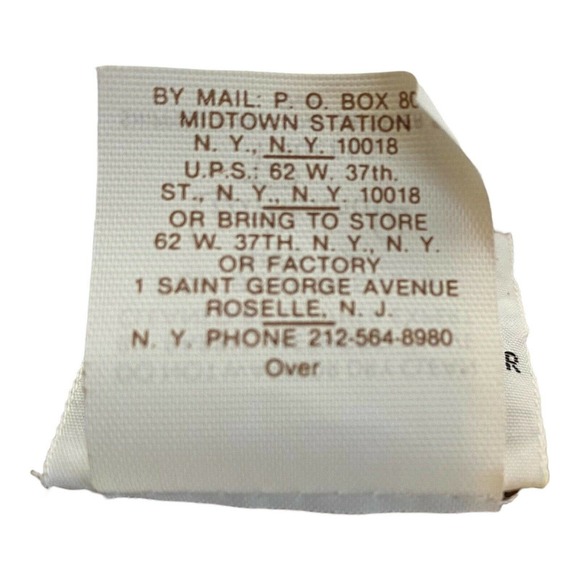 BY MAIL: P. O. BOX
MIDTOWN STATION
N. Y., N. Y. 10018
U.P.S.: 62 W. 37th.
ST., N. Y., N. Y. 10018
OR BRING TO STORE
62 W. 37TH. N. Y., N. Y.
OR FACTORY
1 SAINT GEORGE AVENUE
ROSELLE, N. J.
N. Y. PHONE 212-564-8980
Over